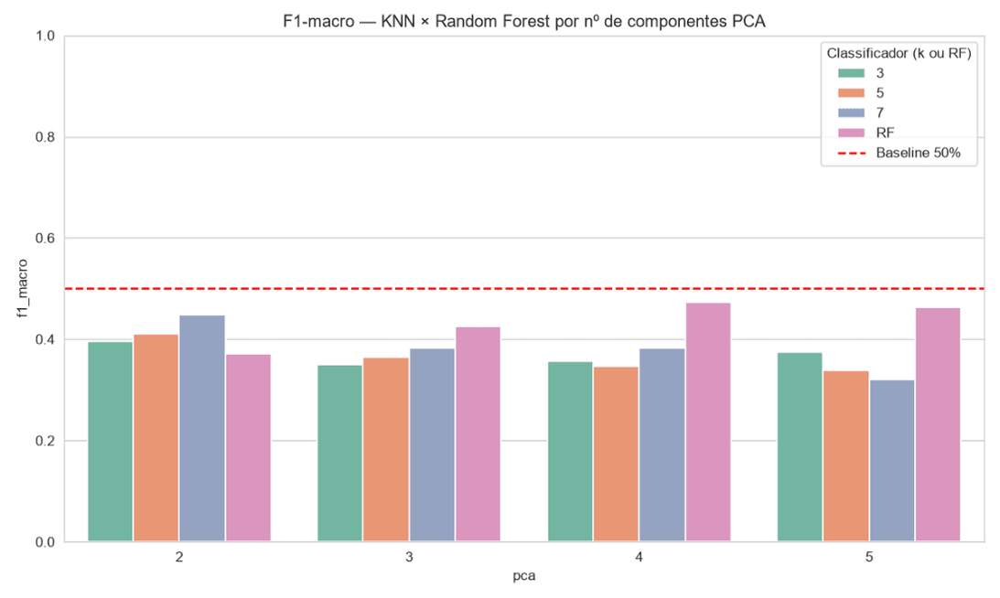 F1-macro — KNN × Random Forest por nº de componentes PCA
Classificador (k ou RF)
3
5
7
RF
Baseline 50%
f1_macro
1.0
0.8
0.6
0.4
0.2
0.0
2
3
4
5
pca